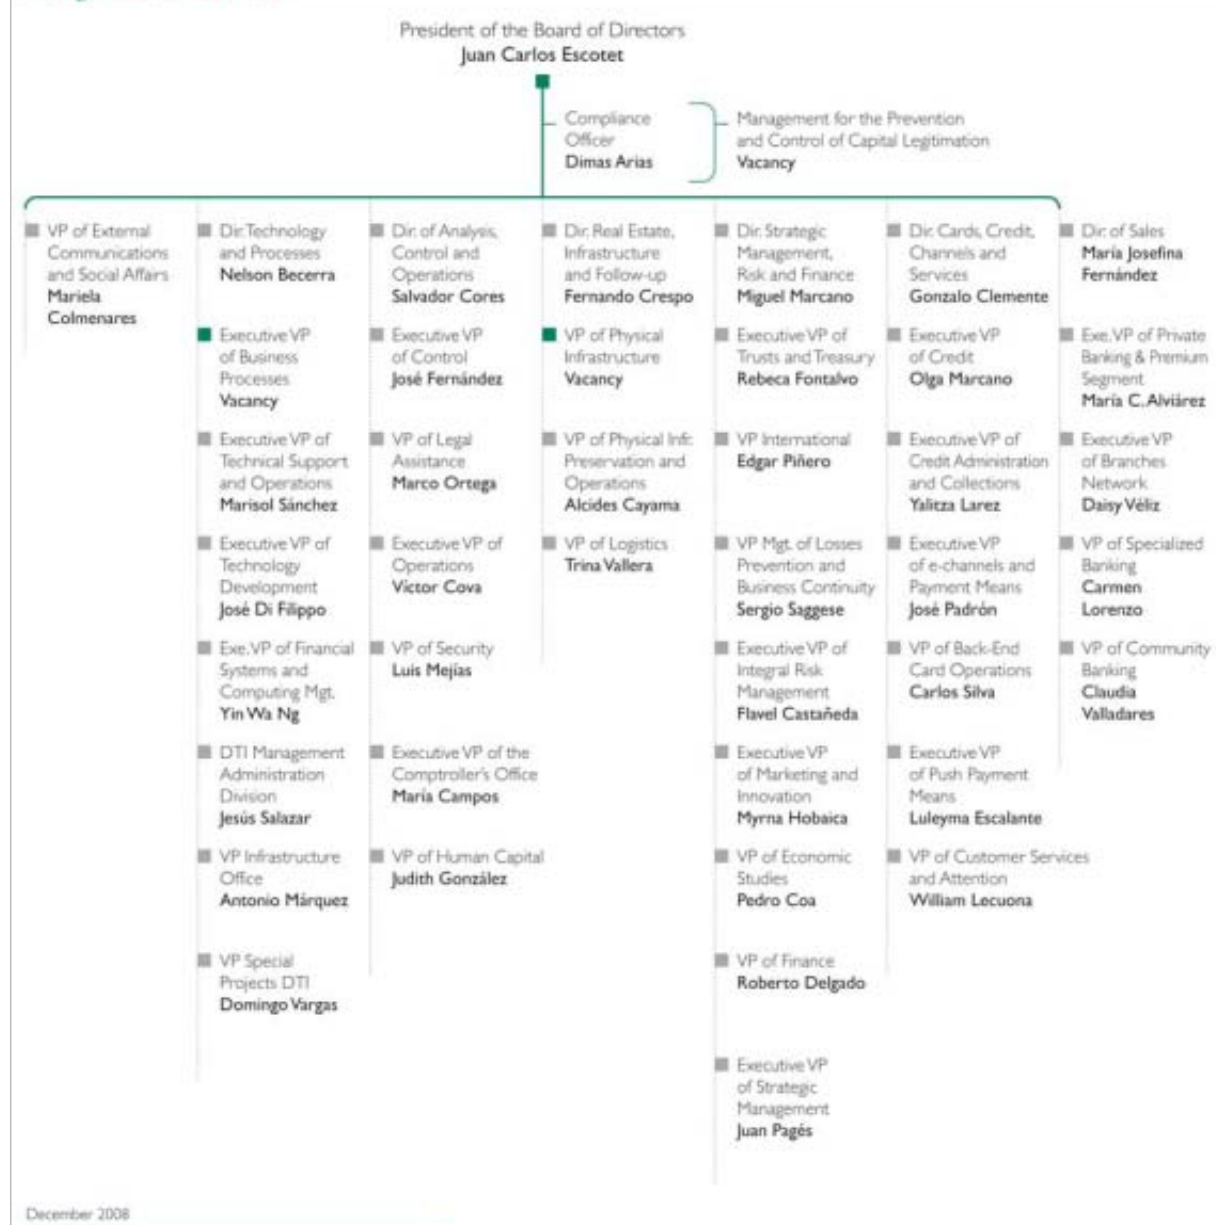 President of the Board of Directors
Juan Carlos Escotet
Compliance
Officer
Dimas Arias
Management for the Prevention
and Control of Capital Legitimation
Vacancy
VP of External
Communications
and Social Affairs
Mariela
Colmenares
Dir. Technology
and Processes
Nelson Becerra
Executive VP
of Business
Processes
Vacancy
Executive VP of
Technical Support
and Operations
Marisol Sánchez
Executive VP of
Technology
Development
José Di Filippo
Exe. VP of Financial
Systems and
Computing Mgt.
Yin Wa Ng
DTI Management
Administration
Division
Jesús Salazar
VP Infrastructure
Office
Antonio Márquez
VP Special
Projects DTI
Domingo Vargas
Dir. of Analysis,
Control and
Operations
Salvador Cores
Executive VP
of Control
José Fernández
VP of Legal
Assistance
Marco Ortega
Executive VP of
Operations
Víctor Cova
VP of Security
Luis Mejías
Executive VP of the
Comptroller's Office
María Campos
VP of Human Capital
Judith González
Dir. Real Estate,
Infrastructure
and Follow-up
Fernando Crespo
VP of Physical
Infrastructure
Vacancy
VP of Physical Infr.
Preservation and
Operations
Alcides Cayama
VP of Logistics
Trina Vallera
Dir. Strategic
Management,
Risk and Finance
Miguel Marcano
Executive VP of
Trusts and Treasury
Rebeca Fontalvo
VP International
Edgar Piñero
VP Mgt. of Losses
Prevention and
Business Continuity
Sergio Saggese
Executive VP of
Integral Risk
Management
Flavel Castañeda
Executive VP
of Marketing and
Innovation
Myrna Hobaica
VP of Economic
Studies
Pedro Coa
VP of Finance
Roberto Delgado
Executive VP
of Strategic
Management
Juan Pagés
Dir. Cards, Credit,
Channels and
Services
Gonzalo Clemente
Executive VP
of Credit
Olga Marcano
Executive VP of
Credit Administration
and Collections
Yalitza Larez
Executive VP
of e-channels and
Payment Means
José Padrón
VP of Back-End
Card Operations
Carlos Silva
Executive VP
of Push Payment
Means
Luleyma Escalante
VP of Customer Services
and Attention
William Lecuona
Dir. of Sales
María Josefina
Fernández
Exe. VP of Private
Banking & Premium
Segment
María C. Alviárez
Executive VP
of Branches
Network
Daisy Véliz
VP of Specialized
Banking
Carmen
Lorenzo
VP of Community
Banking
Claudia
Valladares
December 2008